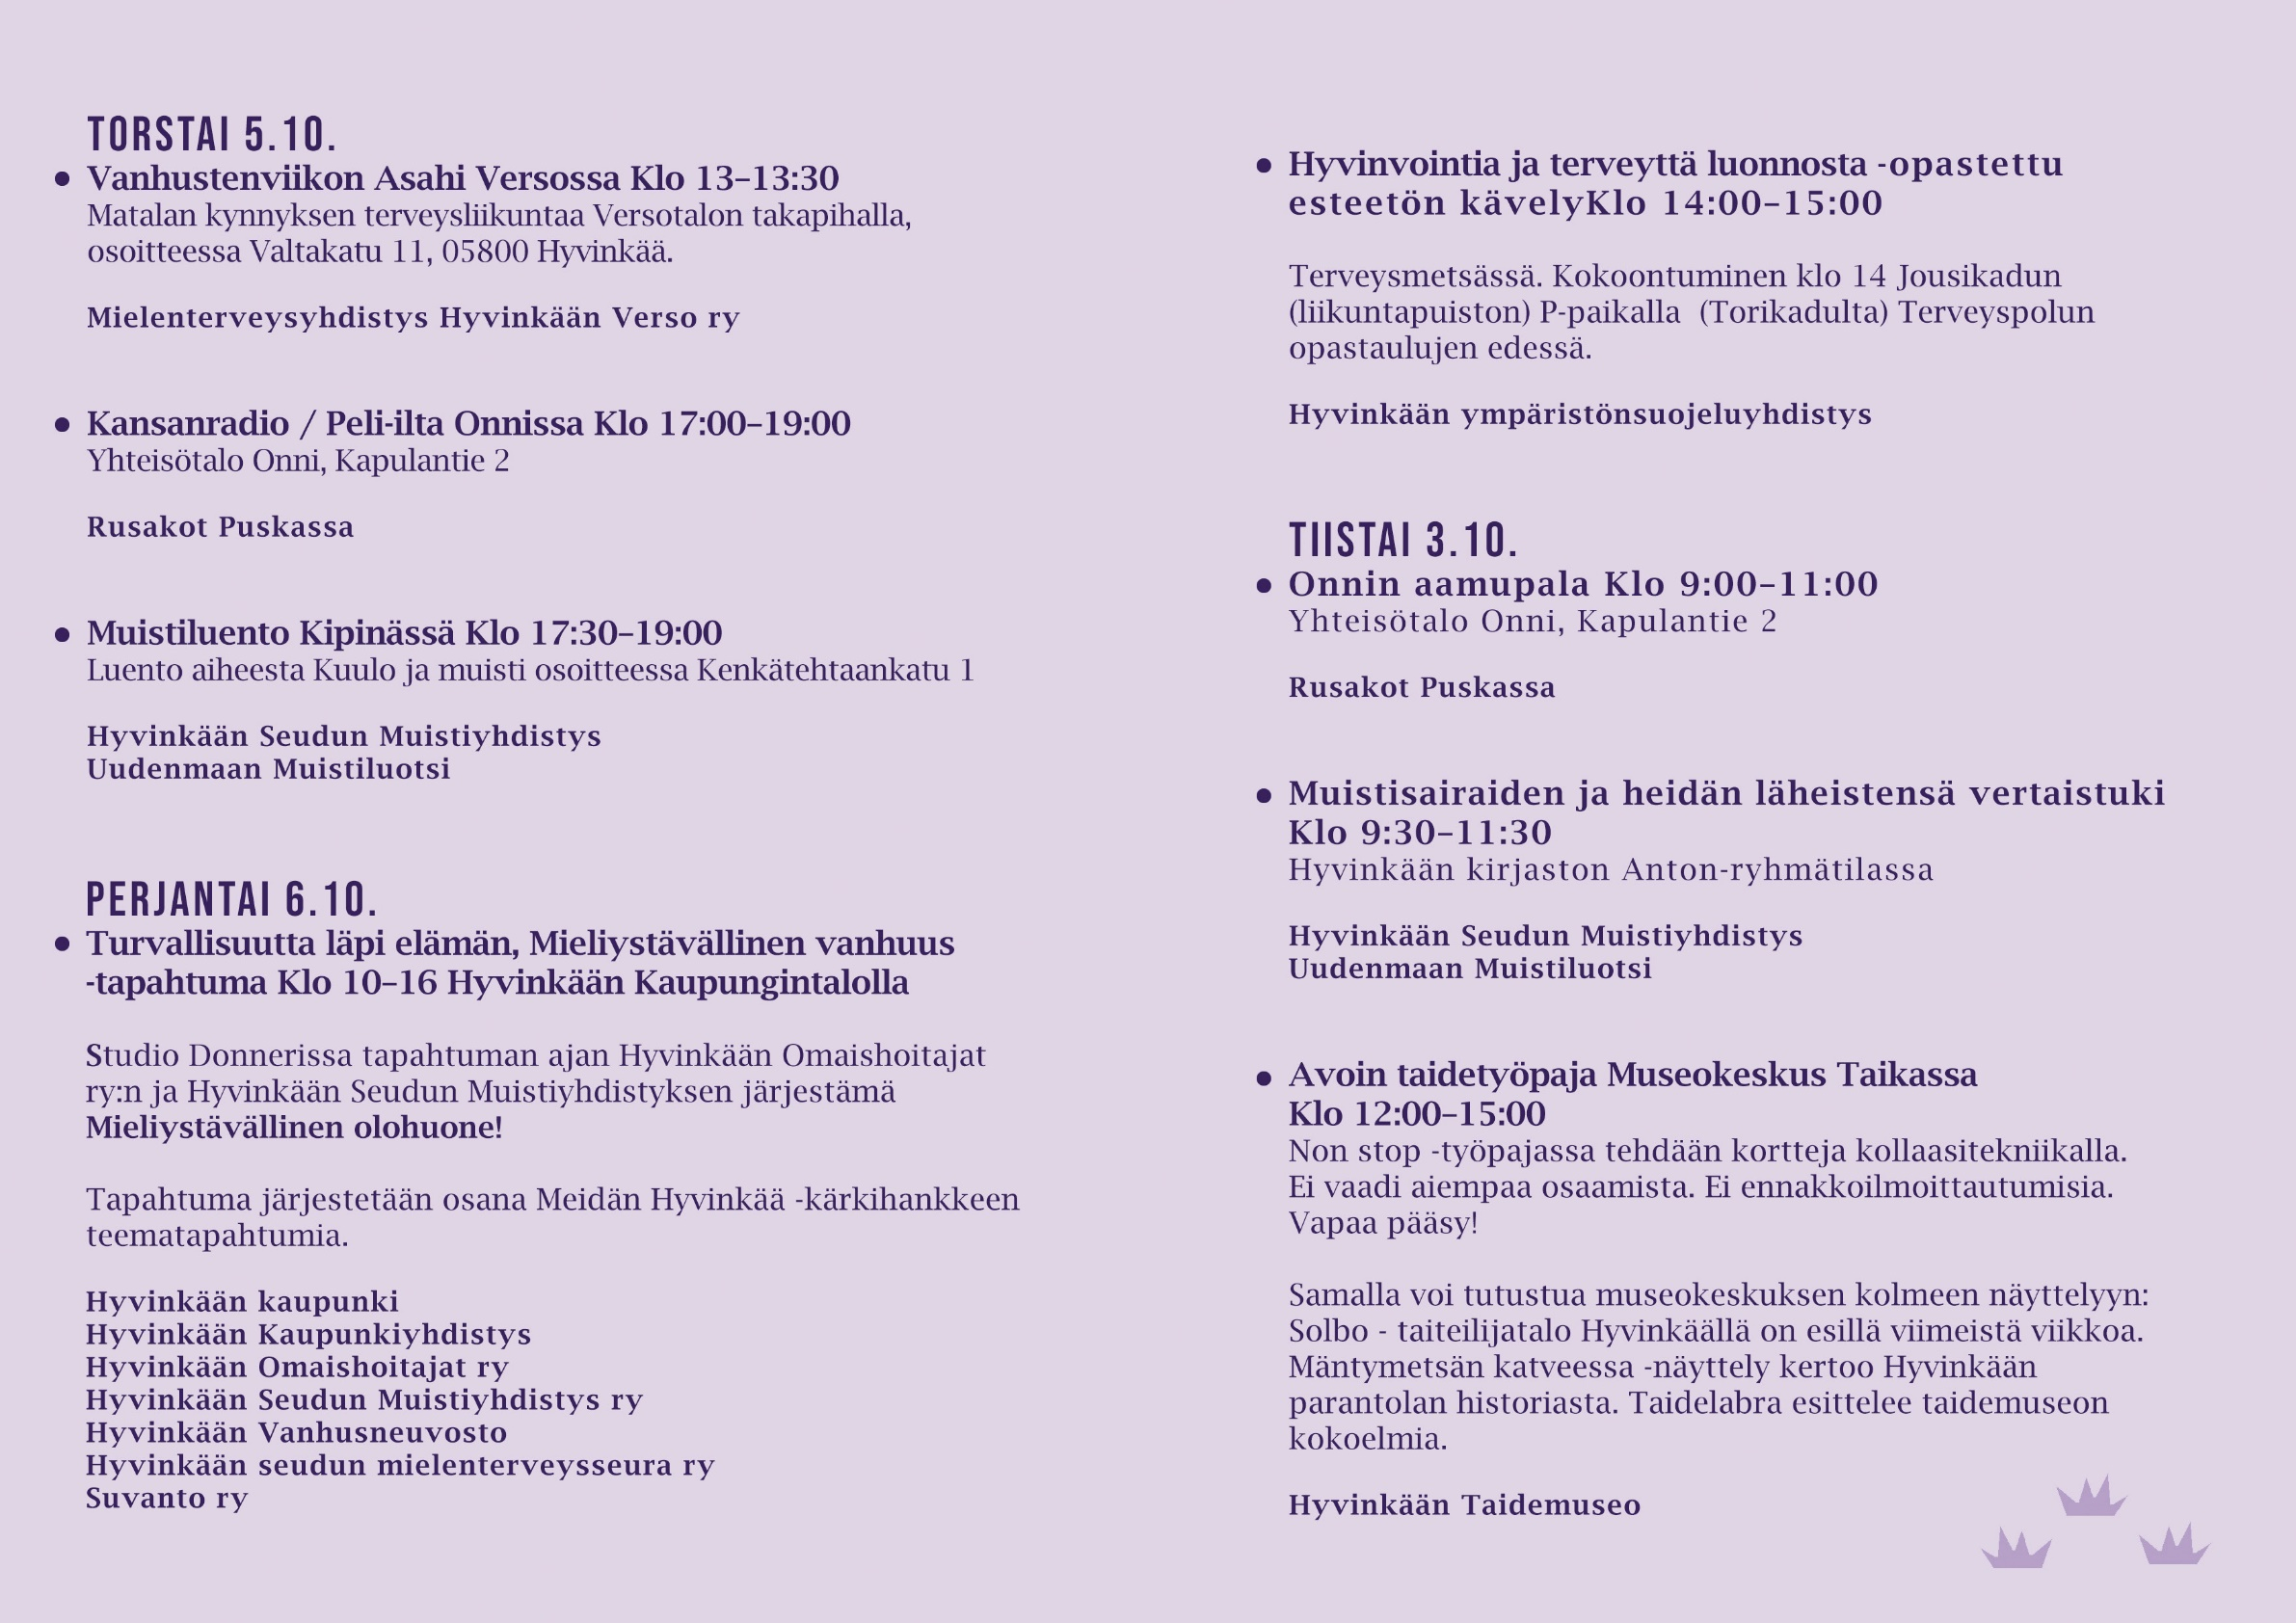 TORSTAI 5.10.
Vanhustenviikon Asahi Versossa Klo 13–13:30
Matalan kynnyksen terveysliikuntaa Versotalon takapihalla,
osoitteessa Valtakatu 11, 05800 Hyvinkää.
Mielenterveysyhdistys Hyvinkään Verso ry
Kansanradio / Peli-ilta Onnissa Klo 17:00–19:00
Yhteisötalo Onni, Kapulantie 2
Rusakot Puskassa
Muistiluento Kipinässä Klo 17:30–19:00
Luento aiheesta Kuulo ja muisti osoitteessa Kenkätehtaankatu 1
Hyvinkään Seudun Muistiyhdistys
Uudenmaan Muistiluotsi
PERJANTAI 6.10.
Turvallisuutta läpi elämän, Mieliystävällinen vanhuus
-tapahtuma Klo 10–16 Hyvinkään Kaupungintalolla
Studio Donnerissa tapahtuman ajan Hyvinkään Omaishoitajat
ry:n ja Hyvinkään Seudun Muistiyhdistyksen järjestämä
Mieliystävällinen olohuone!
Tapahtuma järjestetään osana Meidän Hyvinkää -kärkihankkeen
teematapahtumia.
Hyvinkään kaupunki
Hyvinkään Kaupunkiyhdistys
Hyvinkään Omaishoitajat ry
Hyvinkään Seudun Muistiyhdistys ry
Hyvinkään Vanhusneuvosto
Hyvinkään seudun mielenterveysseura ry
Suvanto ry
Hyvinvointia ja terveyttä luonnosta -opastettu
esteetön kävelyKlo 14:00–15:00
Terveysmetsässä. Kokoontuminen klo 14 Jousikadun
(liikuntapuiston) P-paikalla  (Torikadulta) Terveyspolun
opastaulujen edessä.
Hyvinkään ympäristönsuojeluyhdistys
TIISTAI 3.10.
Onnin aamupala Klo 9:00–11:00
Yhteisötalo Onni, Kapulantie 2
Rusakot Puskassa
Muistisairaiden ja heidän läheistensä vertaistuki
Klo 9:30–11:30
Hyvinkään kirjaston Anton-ryhmätilassa
Hyvinkään Seudun Muistiyhdistys
Uudenmaan Muistiluotsi
Avoin taidetyöpaja Museokeskus Taikassa
Klo 12:00–15:00
Non stop -työpajassa tehdään kortteja kollaasitekniikalla.
Ei vaadi aiempaa osaamista. Ei ennakkoilmoittautumisia.
Vapaa pääsy!
Samalla voi tutustua museokeskuksen kolmeen näyttelyyn:
Solbo - taiteilijatalo Hyvinkäällä on esillä viimeistä viikkoa.
Mäntymetsän katveessa -näyttely kertoo Hyvinkään
parantolan historiasta. Taidelabra esittelee taidemuseon
kokoelmia.
Hyvinkään Taidemuseo